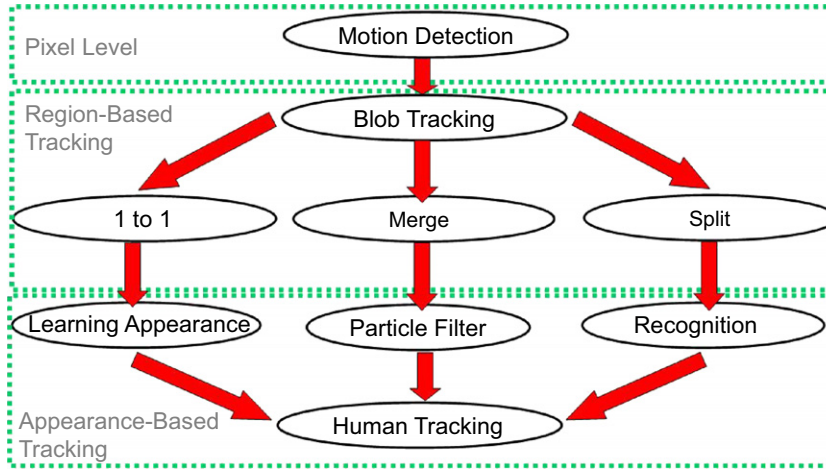 Motion Detection
Pixel Level
Region-Based
Tracking
Blob Tracking
1 to 1
Merge
Split
Learning Appearance
Particle Filter
Recognition
Appearance-Based
Tracking
Human Tracking